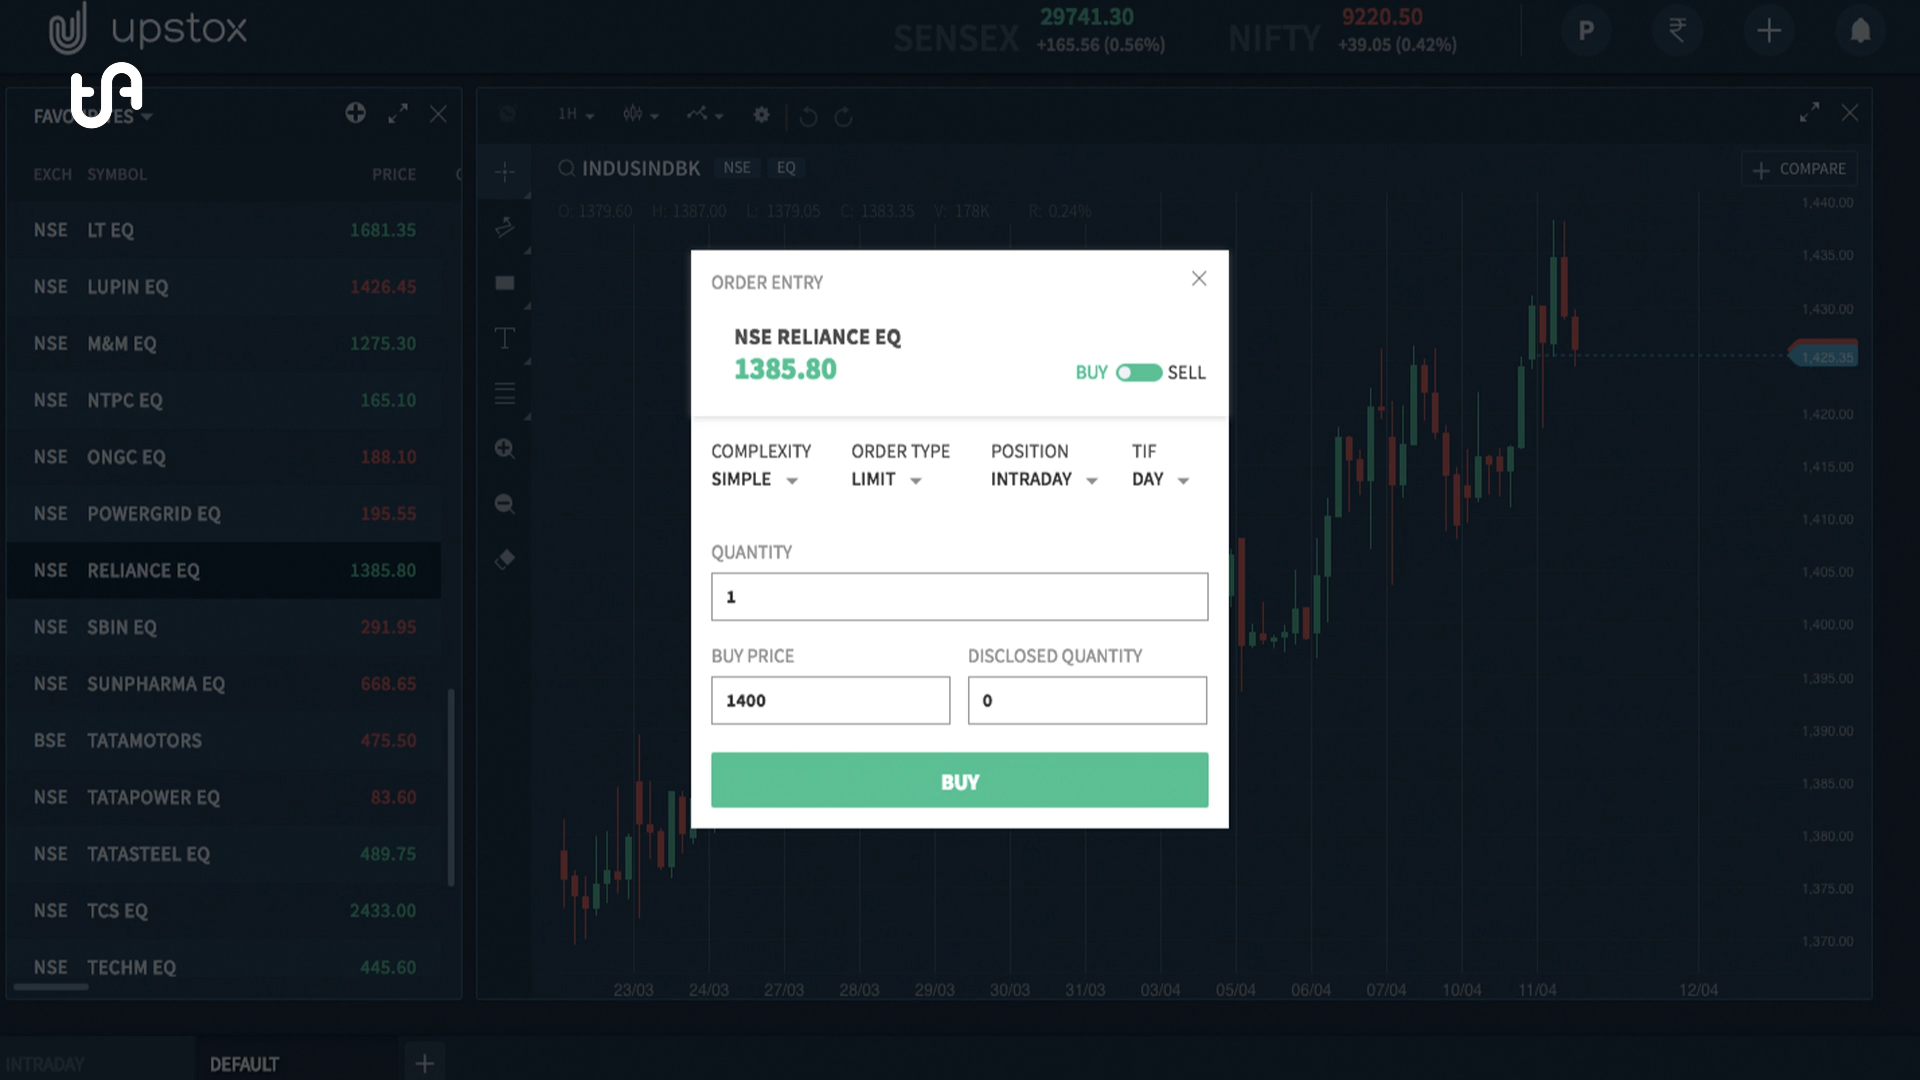 upstox
SENSEX
29741.30
+165.56 (0.56%)
NIFTY
9220.50
+39.05 (0.42%)
P
₹
tA
FAVO ES
1H
INDUSINDBK NSE EQ
COMPARE
O: 1379.60 H: 1387.00 L: 1379.05 C: 1383.35 V: 178K R: 0.24%
EXCH SYMBOL PRICE
NSE LT EQ 1681.35
NSE LUPIN EQ 1426.45
NSE M&M EQ 1275.30
NSE NTPC EQ 165.10
NSE ONGC EQ 188.10
NSE POWERGRID EQ 195.55
NSE RELIANCE EQ 1385.80
NSE SBIN EQ 291.95
NSE SUNPHARMA EQ 668.65
BSE TATAMOTORS 475.50
NSE TATAPOWER EQ 83.60
NSE TATASTEEL EQ 489.75
NSE TCS EQ 2433.00
NSE TECHM EQ 445.60
T
ORDER ENTRY
NSE RELIANCE EQ
1385.80
BUY SELL
COMPLEXITY ORDER TYPE POSITION TIF
SIMPLE LIMIT INTRADAY DAY
QUANTITY
1
BUY PRICE DISCLOSED QUANTITY
1400 0
BUY
1,440.00
1,435.00
1,430.00
1,425.35
1,420.00
1,415.00
1,410.00
1,405.00
1,400.00
1,395.00
1,390.00
1,385.00
1,380.00
1,375.00
1,370.00
23/03 24/03 27/03 28/03 29/03 30/03 31/03 03/04 05/04 06/04 07/04 10/04 11/04 12/04
INTRADAY DEFAULT